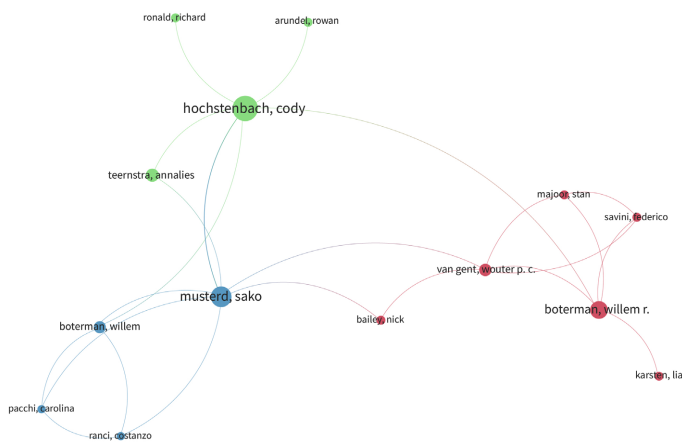 ronald, richard
arundel, rowan
hochstenbach, cody
teernstra, annalies
majoor, stan
savini, federico
van gent, wouter p. c.
musterd, sako
boterman, willem r.
bailey, nick
boterman, willem
karsten, lia
pacchi, carolina
ranci, costanzo